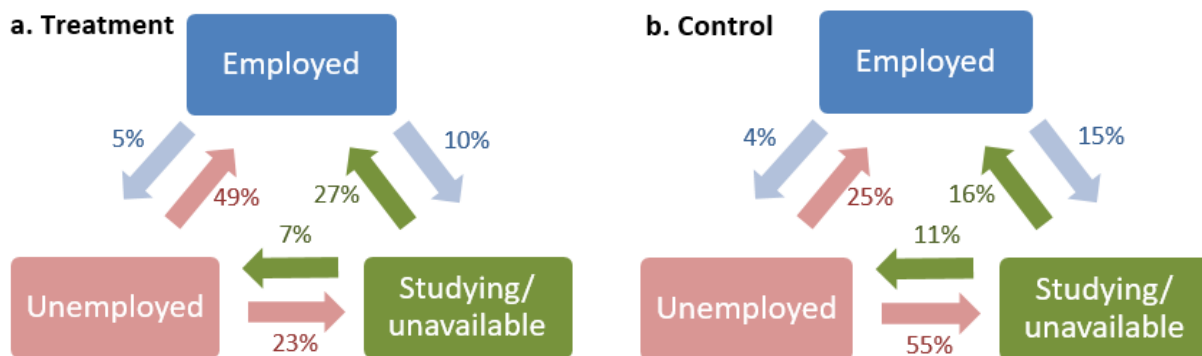 a. Treatment
Employed
5%
10%
49%
27%
7%
Unemployed
Studying/
unavailable
23%
b. Control
Employed
4%
15%
25%
16%
11%
Unemployed
Studying/
unavailable
55%